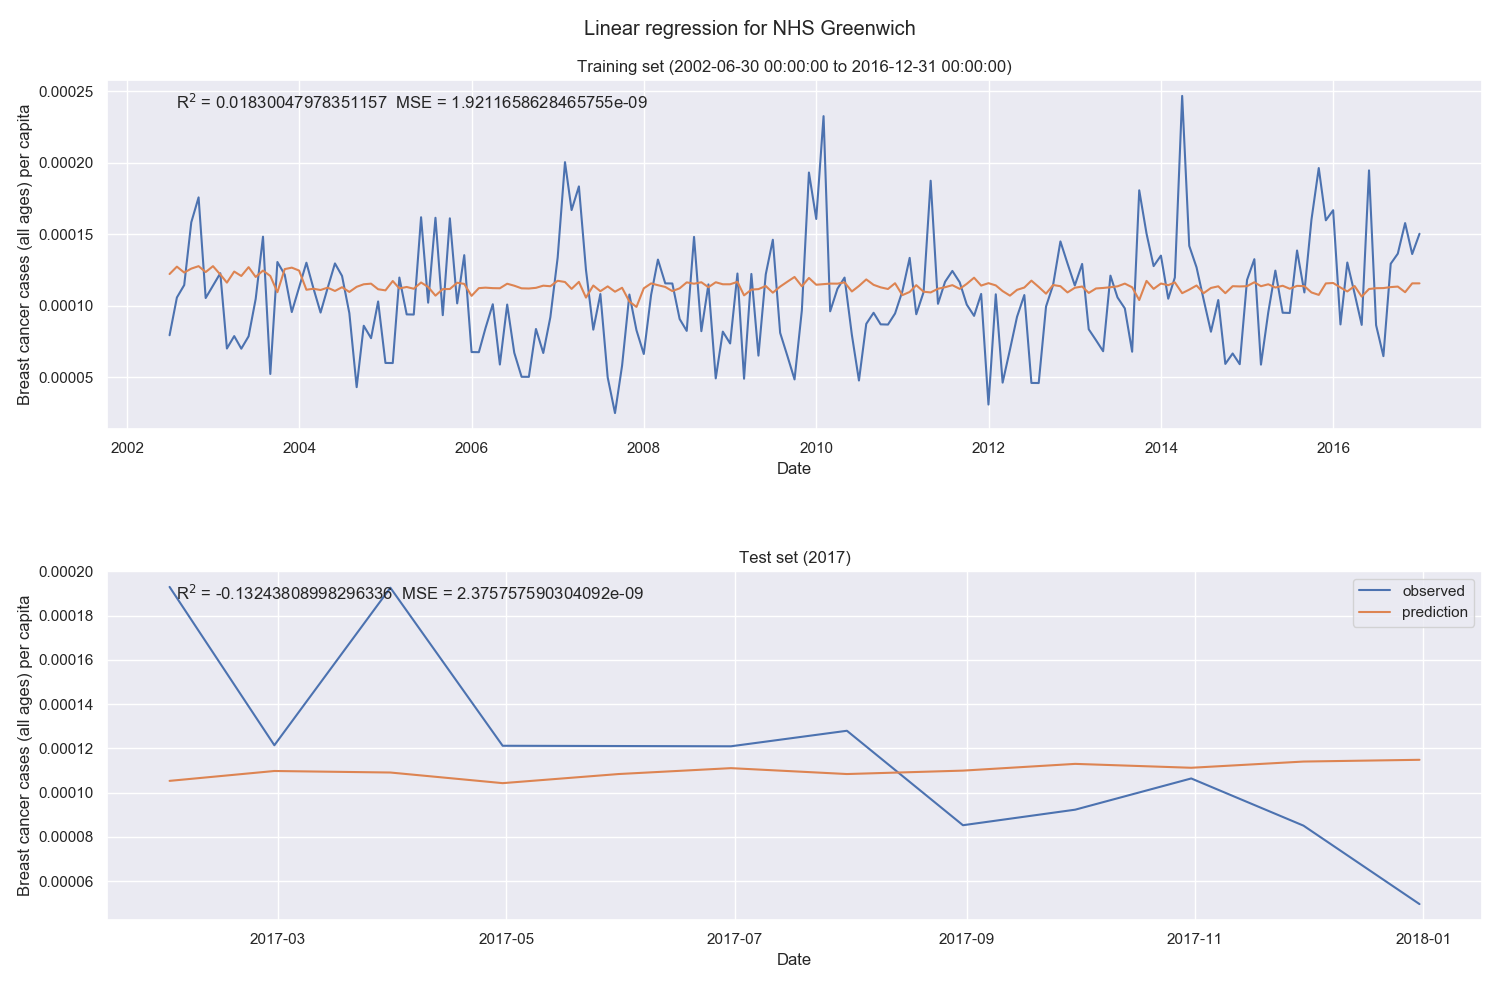 Linear regression for NHS Greenwich
Training set (2002-06-30 00:00:00 to 2016-12-31 00:00:00)
R² = 0.01830047978351157 MSE = 1.9211658628465755e-09
Breast cancer cases (all ages) per capita
0.00025
0.00020
0.00015
0.00010
0.00005
2002 2004 2006 2008 2010 2012 2014 2016
Date
Test set (2017)
R² = -0.13243808998296336 MSE = 2.375757590304092e-09
observed
prediction
Breast cancer cases (all ages) per capita
0.00020
0.00018
0.00016
0.00014
0.00012
0.00010
0.00008
0.00006
2017-03 2017-05 2017-07 2017-09 2017-11 2018-01
Date